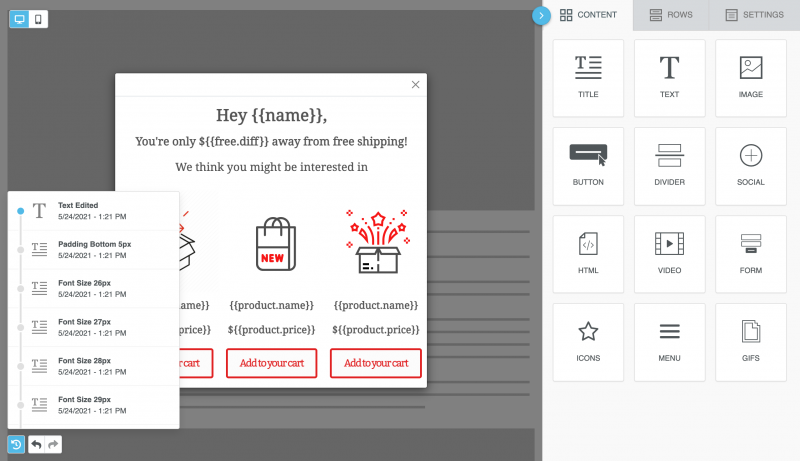 CONTENT
ROWS
SETTINGS
TITLE
TEXT
IMAGE
BUTTON
DIVIDER
SOCIAL
HTML
VIDEO
FORM
ICONS
MENU
GIFS
Hey {{name}},
You're only ${{free.diff}} away from free shipping!
We think you might be interested in
NEW
}} {{product.name}} {{product.name}}
price}} ${{product.price}} ${{product.price}}
ur cart Add to your cart Add to your cart
Text Edited
5/24/2021 - 1:21 PM
Padding Bottom 5px
5/24/2021 - 1:21 PM
Font Size 26px
5/24/2021 - 1:21 PM
Font Size 27px
5/24/2021 - 1:21 PM
Font Size 28px
5/24/2021 - 1:21 PM
Font Size 29px
5/24/2021 - 1:21 PM